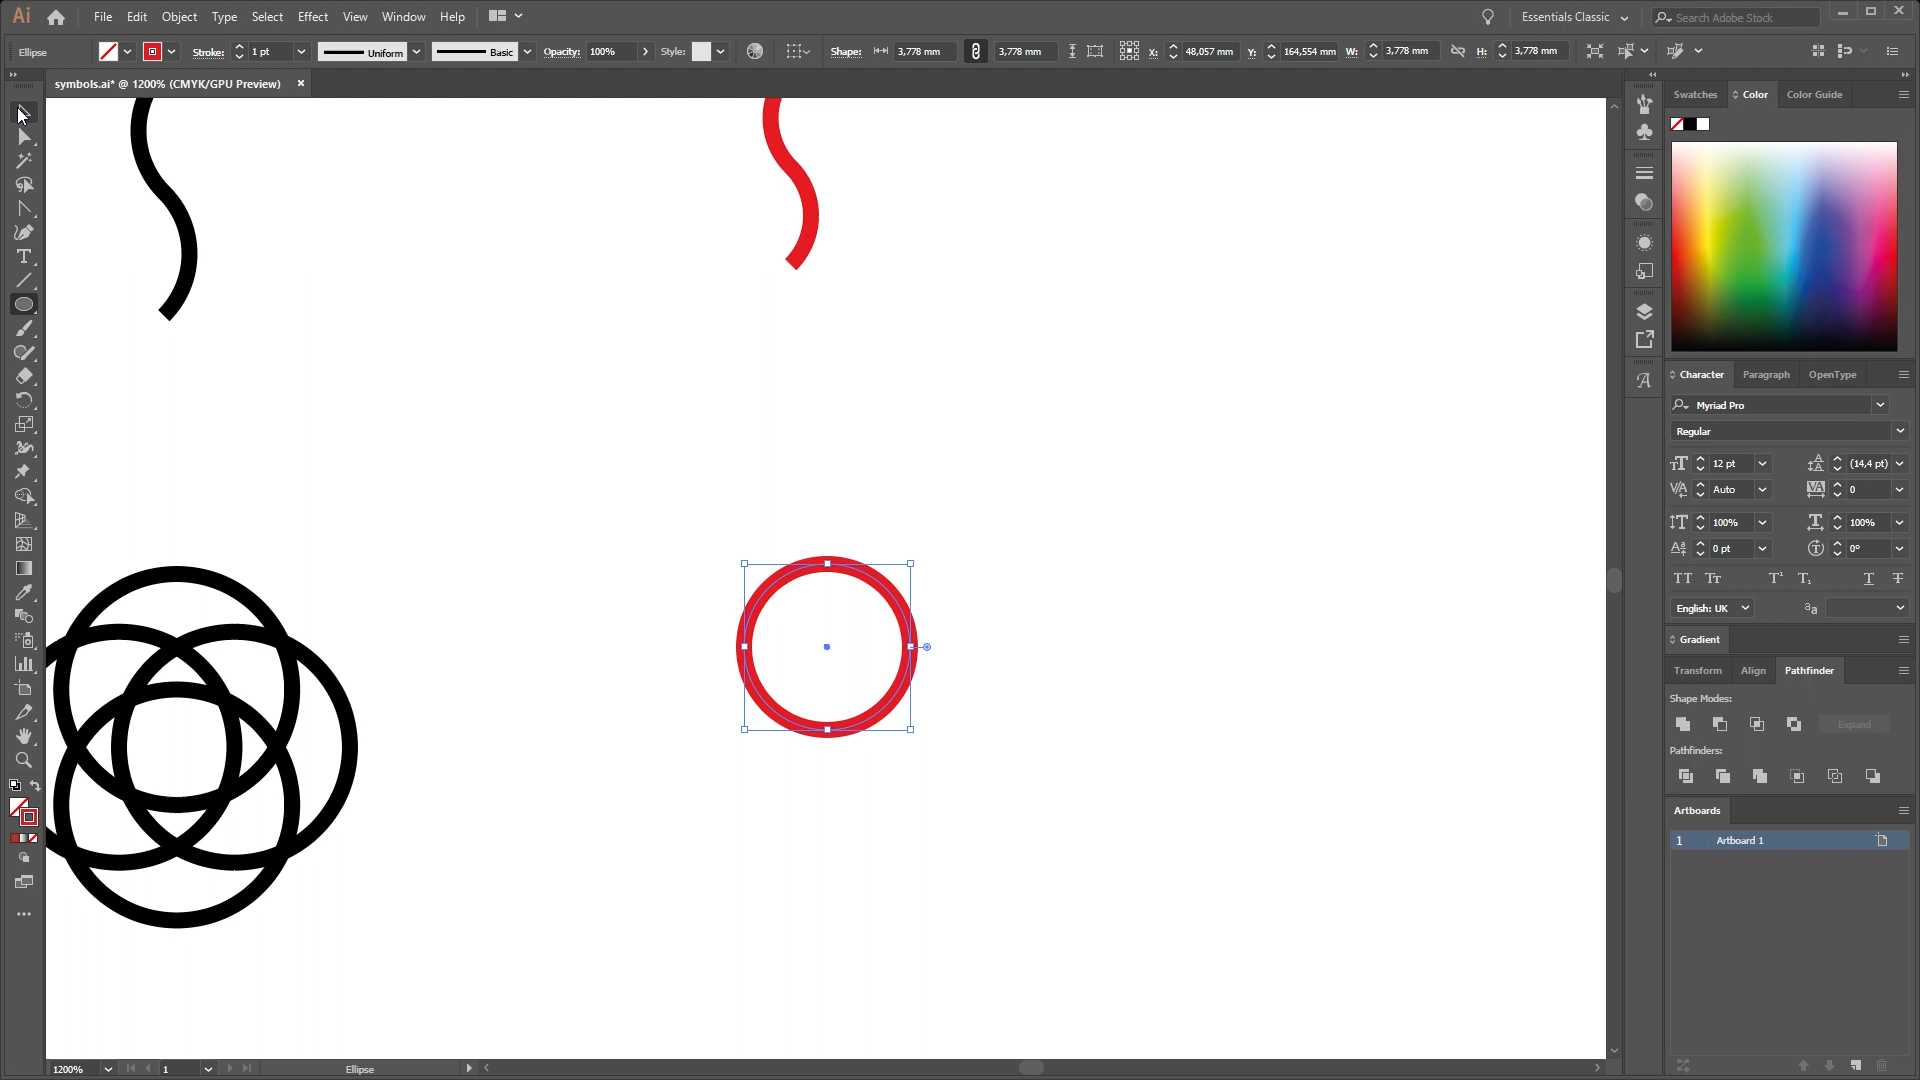 Ai File Edit Object Type Select Effect View Window Help Essentials Classic Search Adobe Stock
Ellipse Stroke: 1 pt Uniform Basic Opacity: 100% Style: Shape: 3,778 mm 3,778 mm X: 48,057 mm Y: 164,554 mm W: 3,778 mm H: 3,778 mm
symbols.ai* @ 1200% (CMYK/GPU Preview)
Swatches Color Color Guide
Character Paragraph OpenType
Myriad Pro
Regular
12 pt (14,4 pt)
Auto 0
100% 100%
0 pt 0°
English: UK
Gradient
Transform Align Pathfinder
Shape Modes:
Expand
Pathfinders:
Artboards
1 Artboard 1
1200% 1 Ellipse